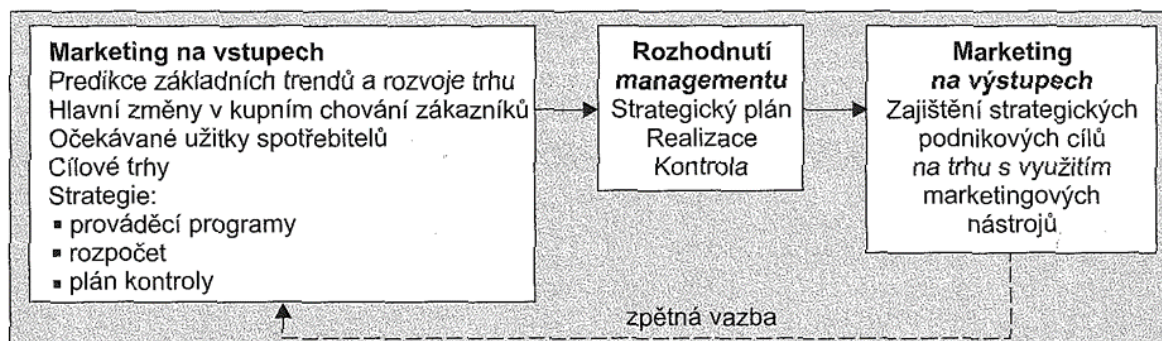 Marketing na vstupech
Predikce základních trendů a rozvoje trhu
Hlavní změny v kupním chování zákazníků
Očekávané užitky spotřebitelů
Cílové trhy
Strategie:
▪ prováděcí programy
▪ rozpočet
▪ plán kontroly
Rozhodnutí
managementu
Strategický plán
Realizace
Kontrola
Marketing
na výstupech
Zajištění strategických
podnikových cílů
na trhu s využitím
marketingových
nástrojů
zpětná vazba